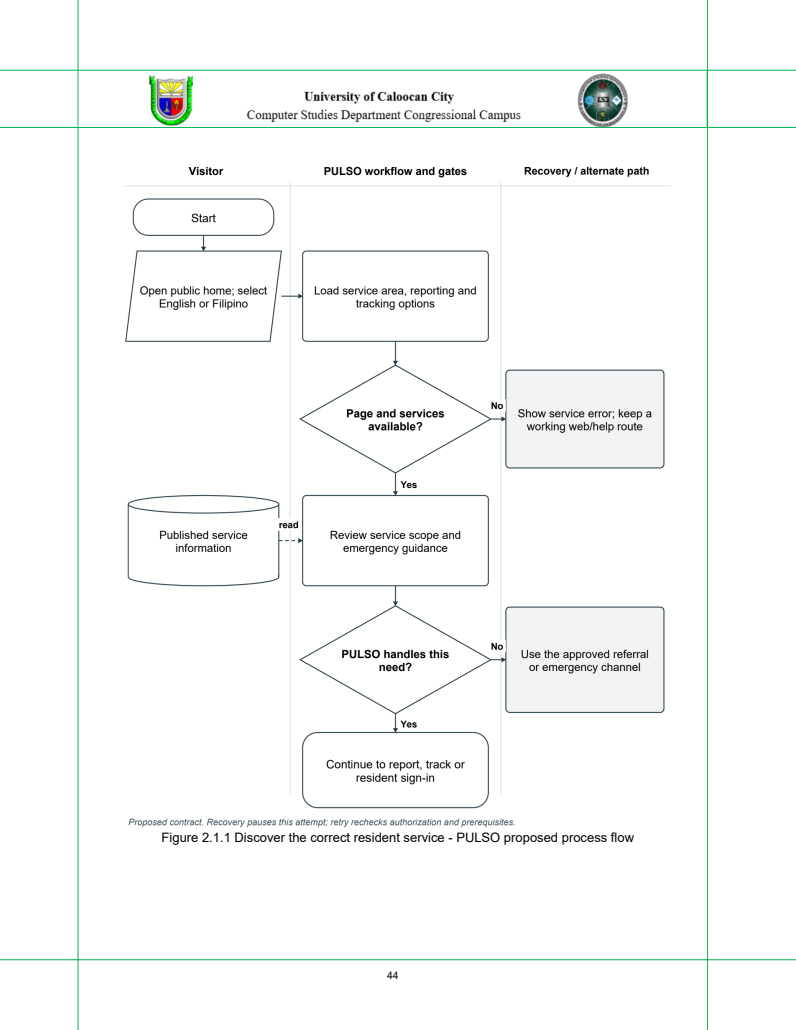 University of Caloocan City
Computer Studies Department Congressional Campus
Visitor
PULSO workflow and gates
Recovery / alternate path
Start
Open public home; select
English or Filipino
Load service area, reporting and
tracking options
Page and services
available?
No
Show service error; keep a
working web/help route
Yes
Published service
information
read
Review service scope and
emergency guidance
PULSO handles this
need?
No
Use the approved referral
or emergency channel
Yes
Continue to report, track or
resident sign-in
Proposed contract. Recovery pauses this attempt; retry rechecks authorization and prerequisites.
Figure 2.1.1 Discover the correct resident service - PULSO proposed process flow
44